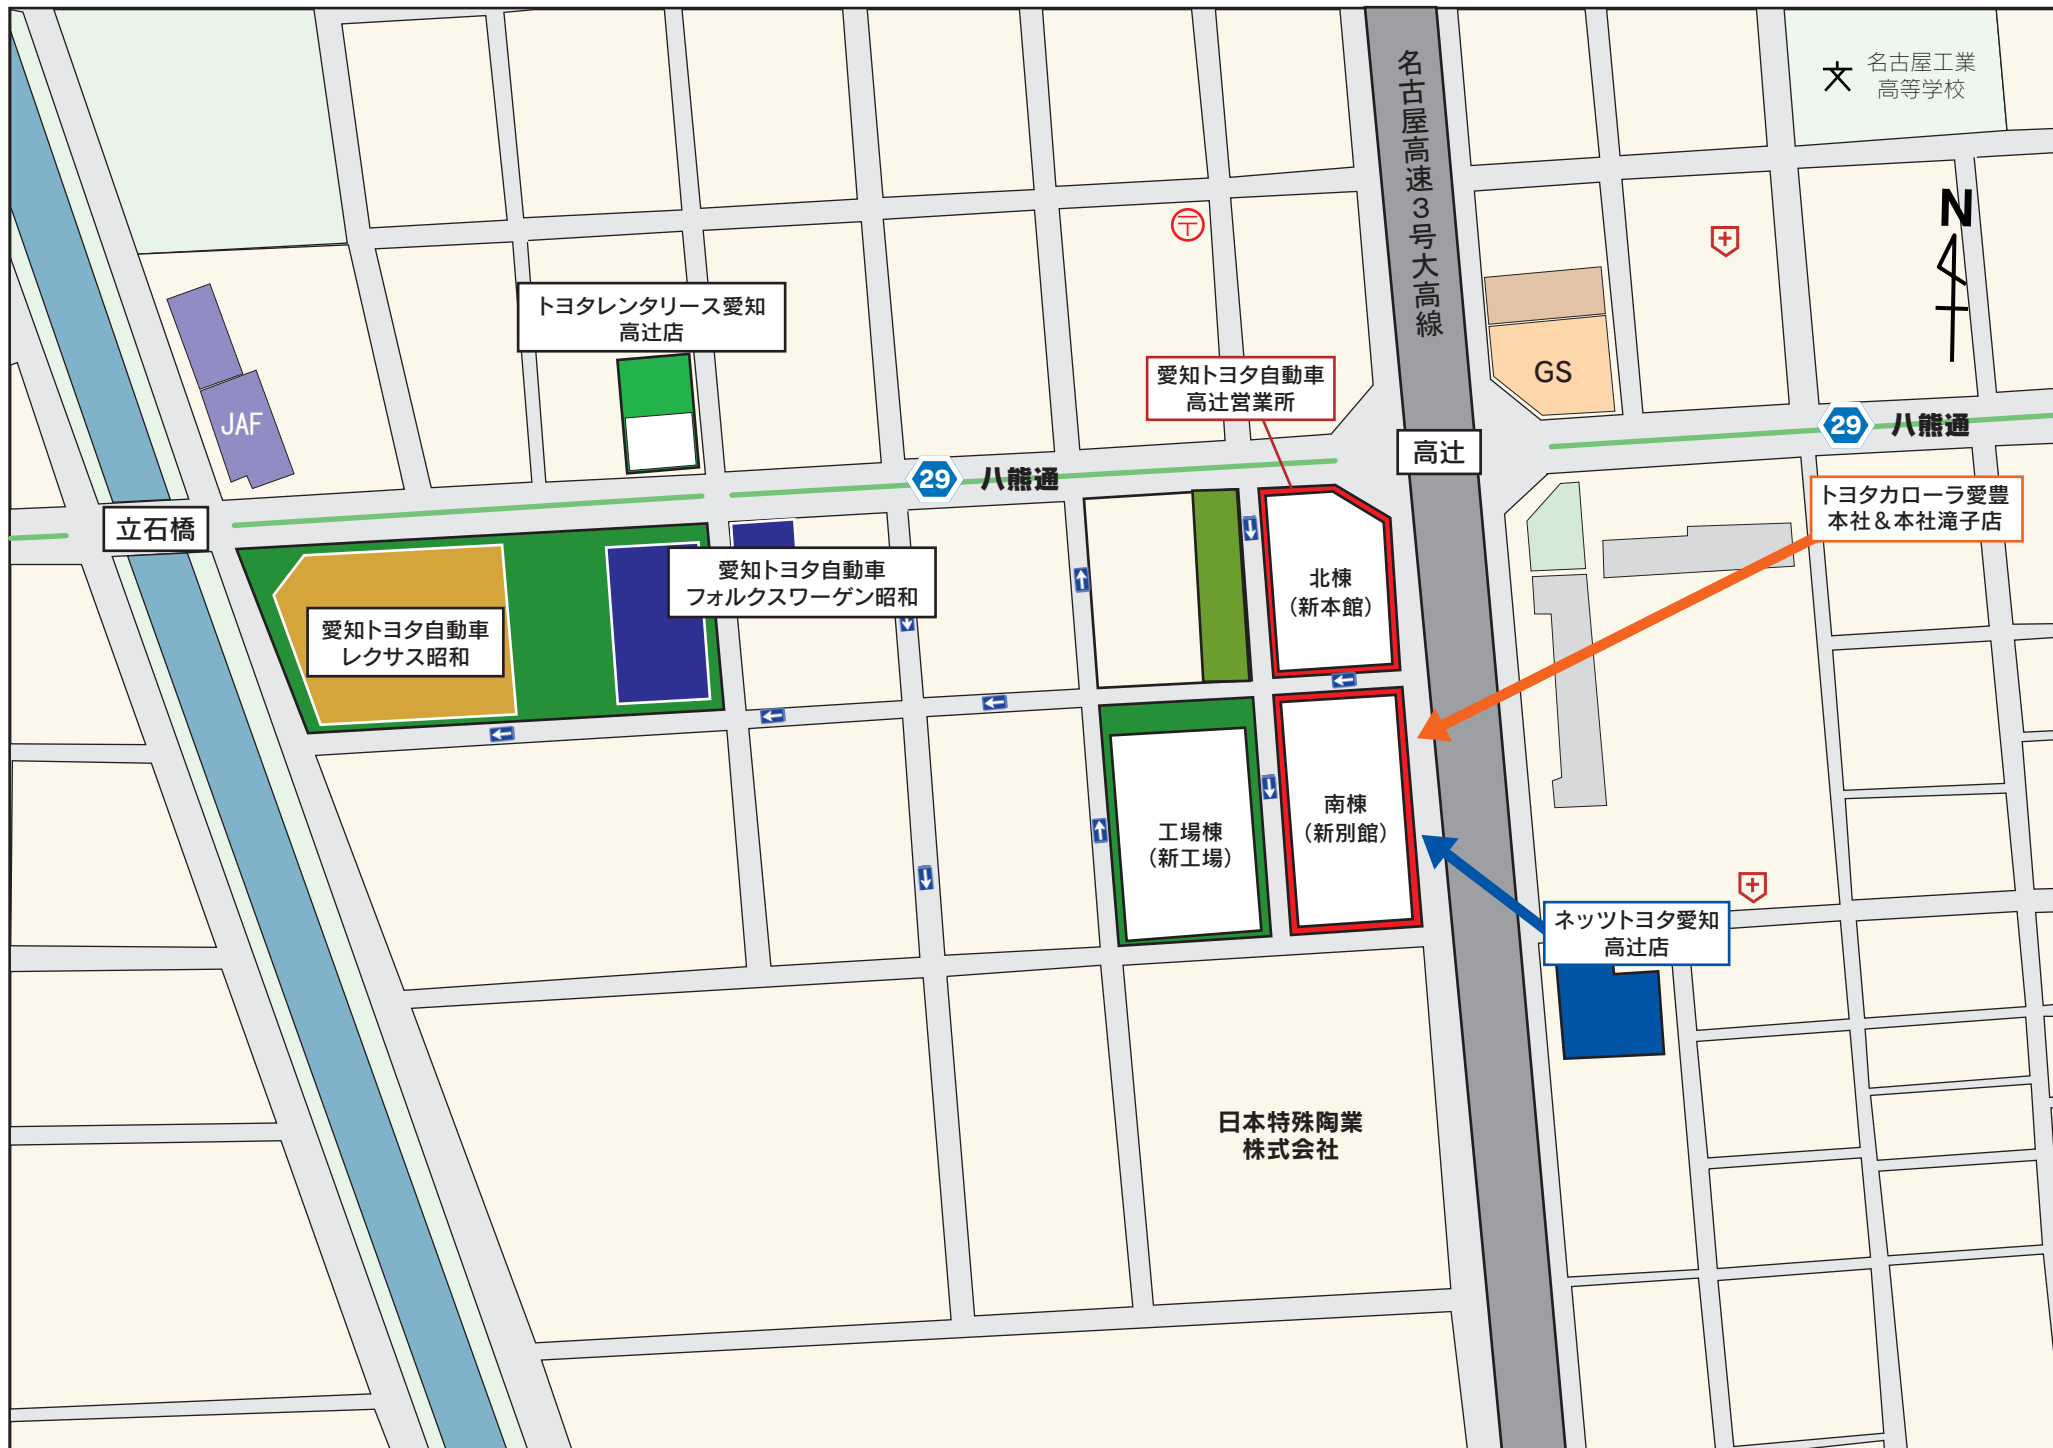 名古屋工業
高等学校
名古屋高速3号大高線
N
〒
トヨタレンタリース愛知
高辻店
愛知トヨタ自動車
高辻営業所
GS
JAF
29 八熊通
高辻
29 八熊通
トヨタカローラ愛豊
本社＆本社滝子店
立石橋
愛知トヨタ自動車
フォルクスワーゲン昭和
北棟
（新本館）
愛知トヨタ自動車
レクサス昭和
南棟
（新別館）
工場棟
（新工場）
ネッツトヨタ愛知
高辻店
日本特殊陶業
株式会社